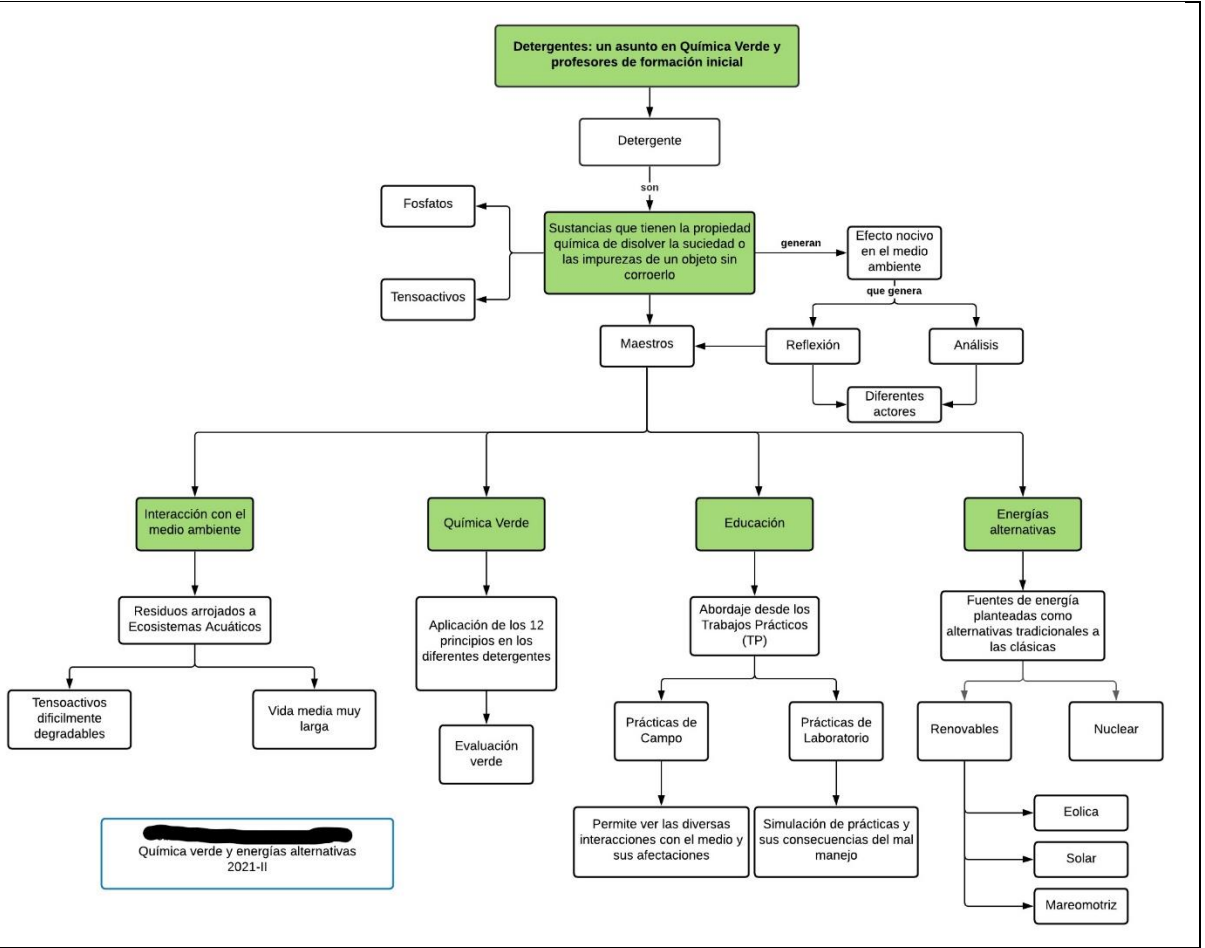 Detergentes: un asunto en Química Verde y
profesores de formación inicial
Detergente
son
Fosfatos
Tensoactivos
Sustancias que tienen la propiedad
química de disolver la suciedad o
las impurezas de un objeto sin
corroerlo
generan
Efecto nocivo
en el medio
ambiente
que genera
Maestros
Reflexión
Análisis
Diferentes
actores
Interacción con el
medio ambiente
Química Verde
Educación
Energías
alternativas
Residuos arrojados a
Ecosistemas Acuáticos
Tensoactivos
dificilmente
degradables
Vida media muy
larga
Aplicación de los 12
principios en los
diferentes detergentes
Evaluación
verde
Abordaje desde los
Trabajos Prácticos
(TP)
Prácticas de
Campo
Prácticas de
Laboratorio
Permite ver las diversas
interacciones con el medio y
sus afectaciones
Simulación de prácticas y
sus consecuencias del mal
manejo
Fuentes de energía
planteadas como
alternativas tradicionales a
las clásicas
Renovables
Nuclear
Eolica
Solar
Mareomotriz
Química verde y energías alternativas
2021-II